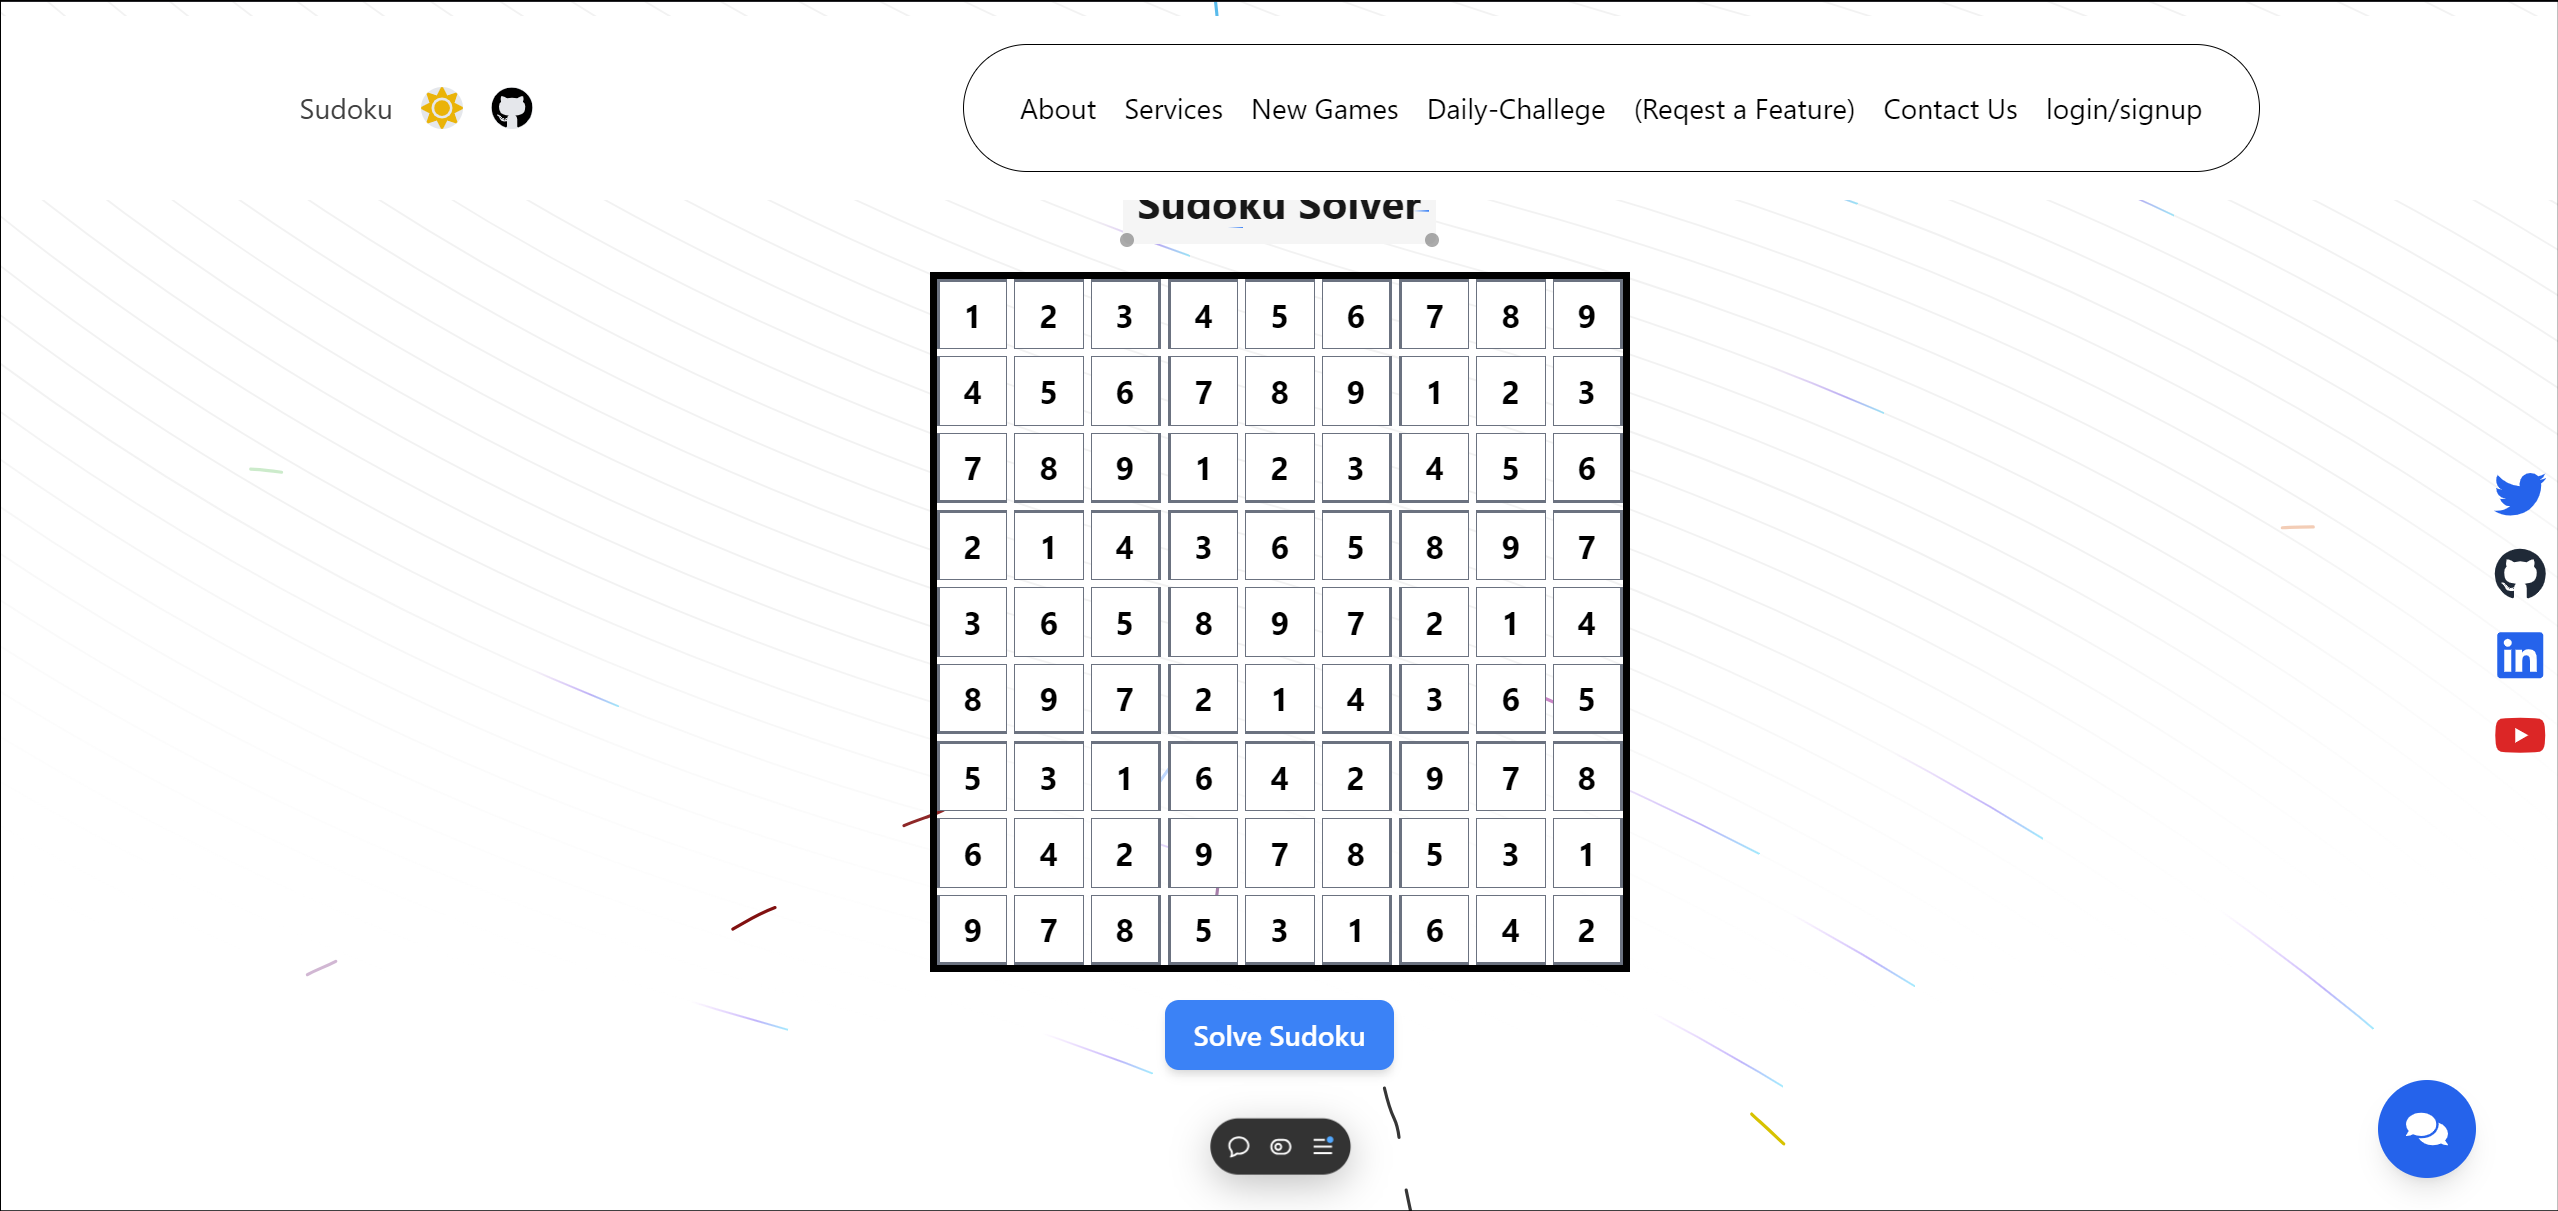 Sudoku
About Services New Games Daily-Challege (Reqest a Feature) Contact Us login/signup
Sudoku Solver
1 2 3 4 5 6 7 8 9
4 5 6 7 8 9 1 2 3
7 8 9 1 2 3 4 5 6
2 1 4 3 6 5 8 9 7
3 6 5 8 9 7 2 1 4
8 9 7 2 1 4 3 6 5
5 3 1 6 4 2 9 7 8
6 4 2 9 7 8 5 3 1
9 7 8 5 3 1 6 4 2
Solve Sudoku